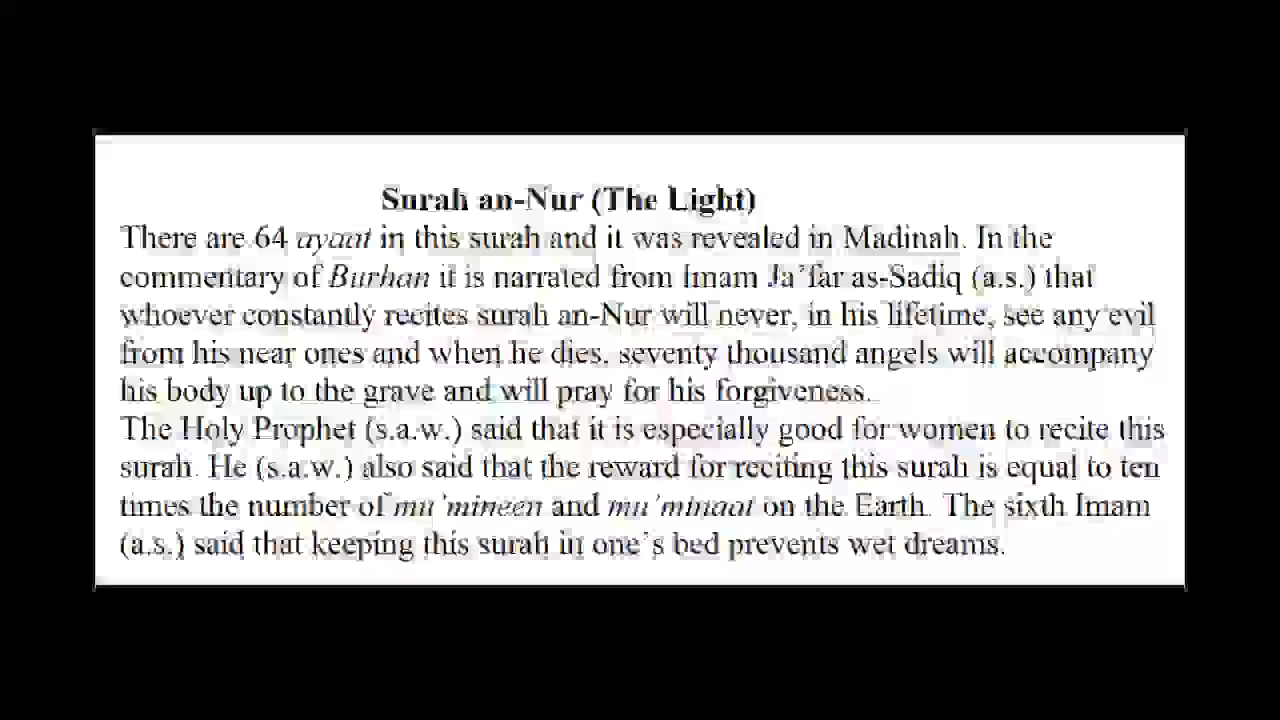 Surah an-Nur (The Light)
There are 64 ayaat in this surah and it was revealed in Madinah. In the
commentary of Burhan it is narrated from Imam Ja'far as-Sadiq (a.s.) that
whoever constantly recites surah an-Nur will never, in his lifetime, see any evil
from his near ones and when he dies, seventy thousand angels will accompany
his body up to the grave and will pray for his forgiveness.
The Holy Prophet (s.a.w.) said that it is especially good for women to recite this
surah. He (s.a.w.) also said that the reward for reciting this surah is equal to ten
times the number of mu'mineen and mu'minaat on the Earth. The sixth Imam
(a.s.) said that keeping this surah in one's bed prevents wet dreams.